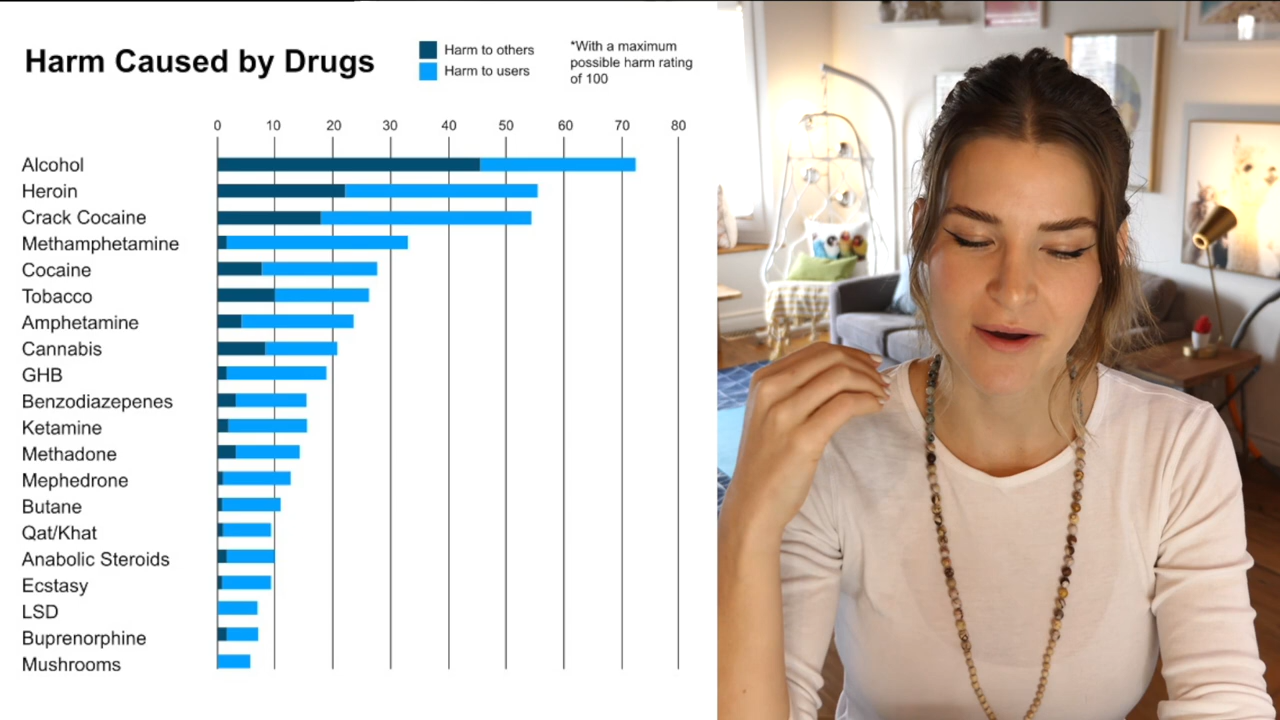 Harm Caused by Drugs
Harm to others
Harm to users
*With a maximum
possible harm rating
of 100
0 10 20 30 40 50 60 70 80
Alcohol
Heroin
Crack Cocaine
Methamphetamine
Cocaine
Tobacco
Amphetamine
Cannabis
GHB
Benzodiazepenes
Ketamine
Methadone
Mephedrone
Butane
Qat/Khat
Anabolic Steroids
Ecstasy
LSD
Buprenorphine
Mushrooms